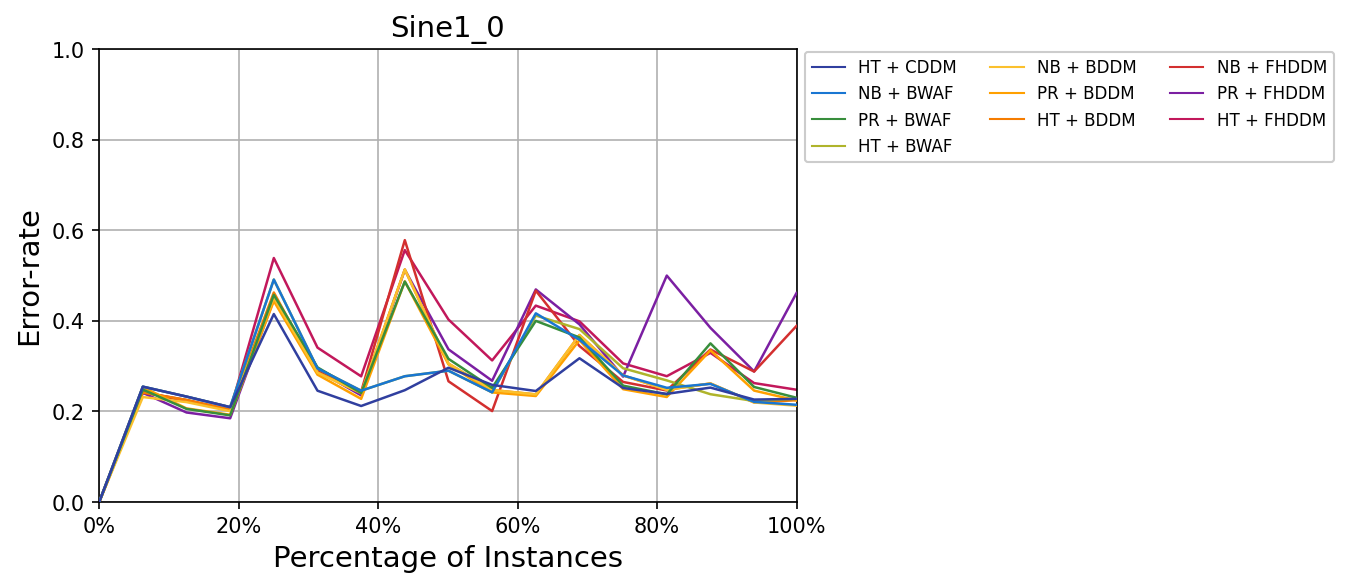 Sine1_0
1.0
0.8
0.6
0.4
0.2
0.0
Error-rate
0% 20% 40% 60% 80% 100%
Percentage of Instances
HT + CDDM
NB + BWAF
PR + BWAF
HT + BWAF
NB + BDDM
PR + BDDM
HT + BDDM
NB + FHDDM
PR + FHDDM
HT + FHDDM